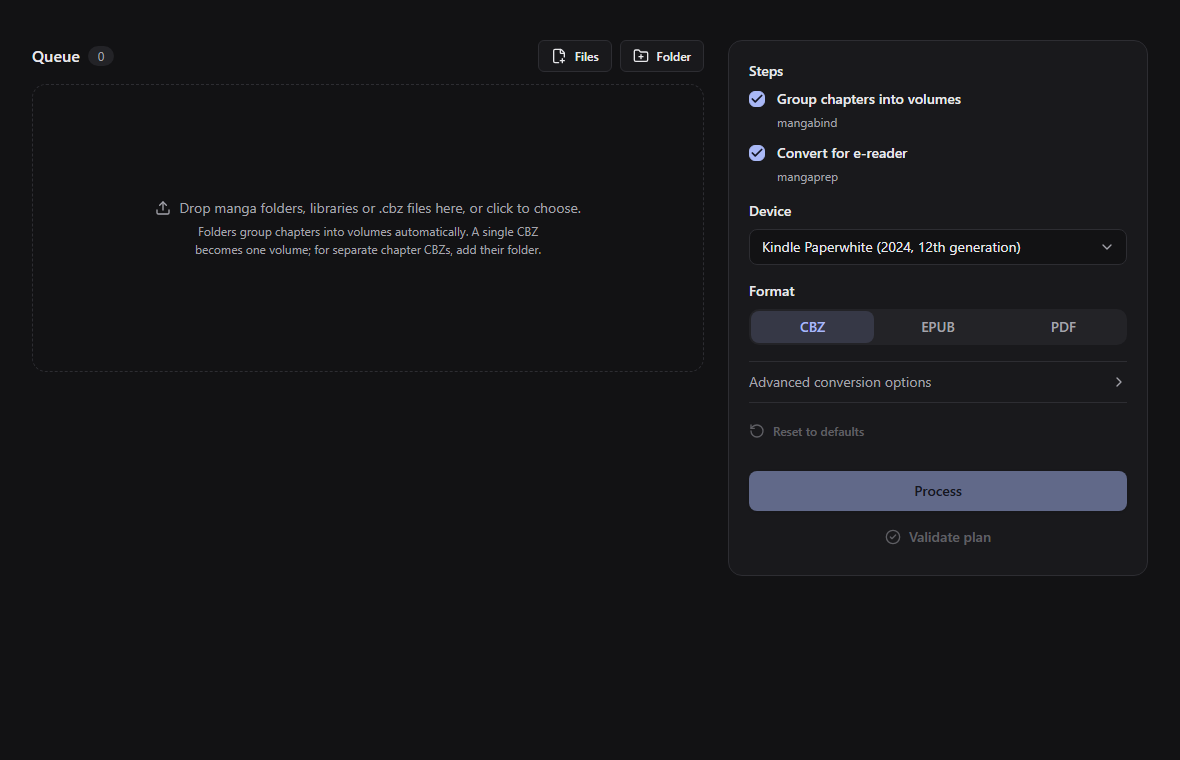 Queue 0
Files
Folder
Drop manga folders, libraries or .cbz files here, or click to choose.
Folders group chapters into volumes automatically. A single CBZ
becomes one volume; for separate chapter CBZs, add their folder.
Steps
Group chapters into volumes
mangabind
Convert for e-reader
mangaprep
Device
Kindle Paperwhite (2024, 12th generation)
Format
CBZ
EPUB
PDF
Advanced conversion options
Reset to defaults
Process
Validate plan